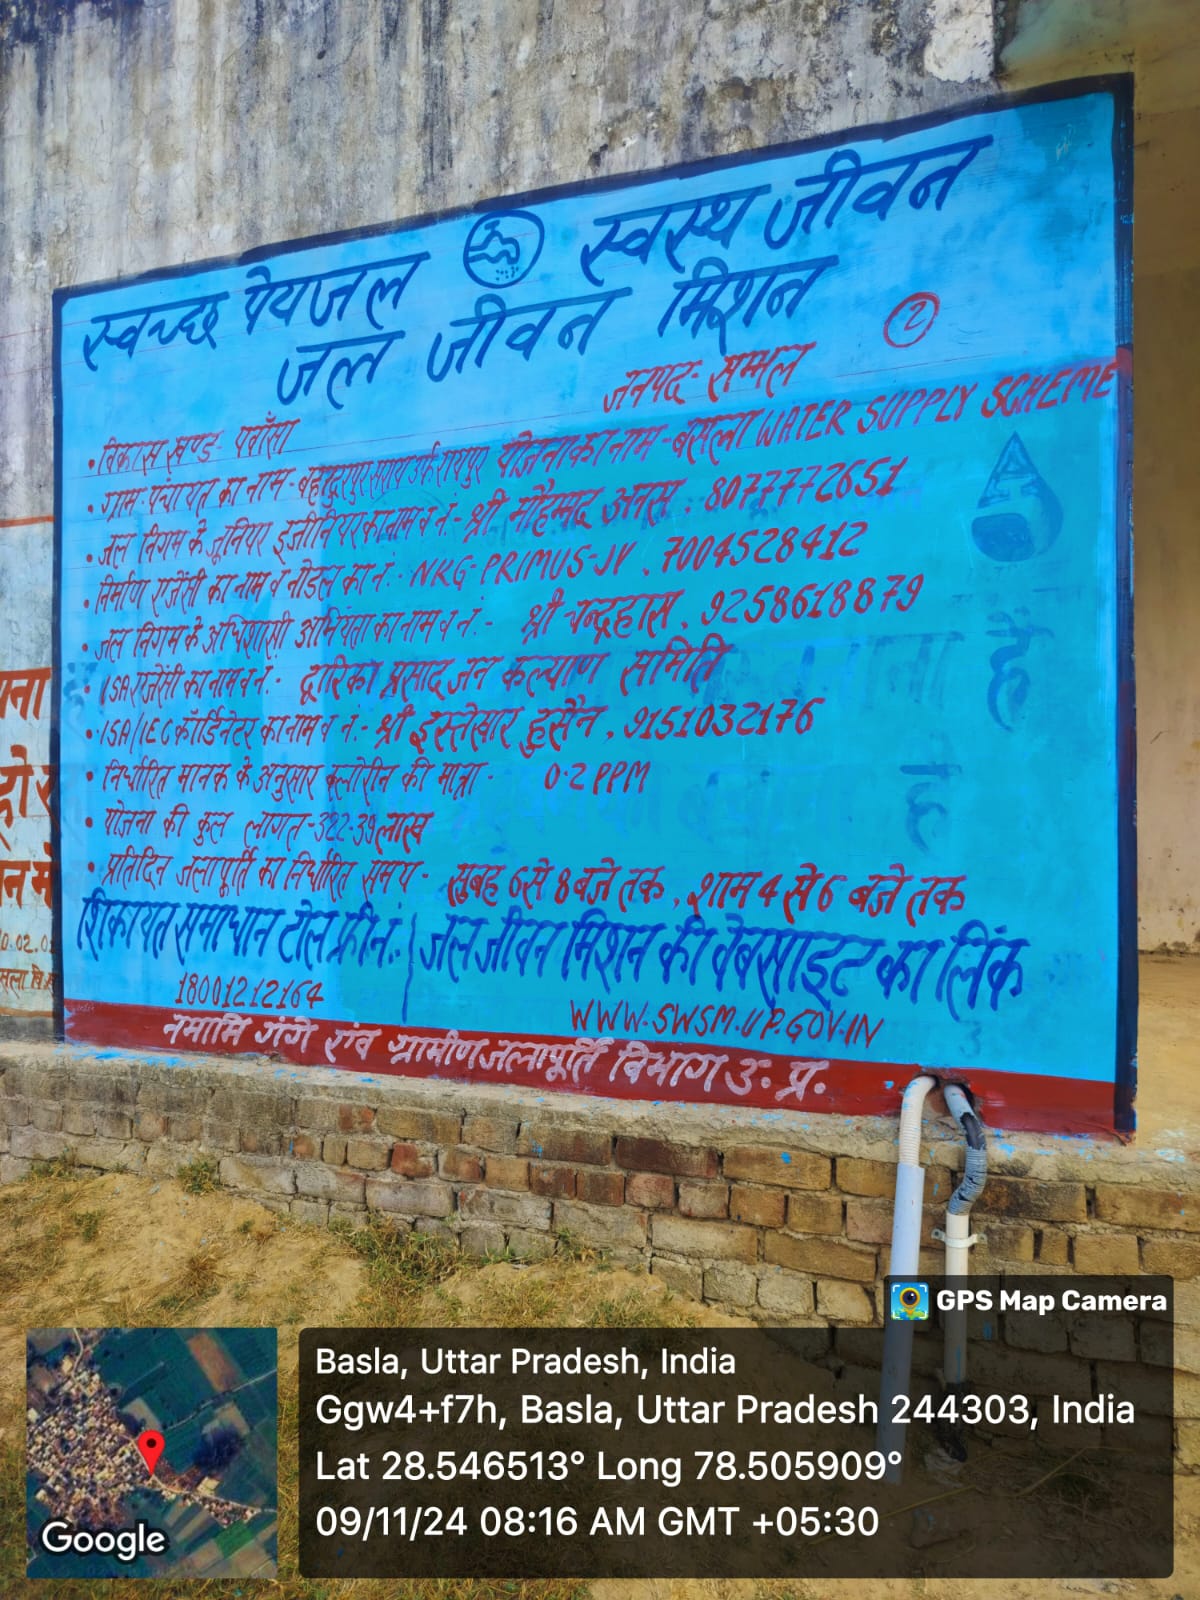 स्वच्छ पेयजल स्वस्थ जीवन
जल जीवन मिशन
2
जनपद- सम्भल
• विकास खण्ड- पवाँसा
• ग्राम-पंचायत का नाम- बहादूरपुर सराय उर्फ रायपुर योजना का नाम- बसला WATER SUPPLY SCHEME
• जल निगम के जूनियर इंजीनियर का नाम व नं.- श्री मौहम्मद अनस, 8077772651
• निर्माण एजेंसी का नाम व नोडल का नं.- NKG-PRIMUS-JV, 7004528412
• जल निगम के अधिशासी अभियंता का नाम व नं.- श्री चन्द्रहास, 9258618879
• ISA एजेंसी का नाम व नं.- द्वारिका प्रसाद जन कल्याण समिति
• ISA/IEC कॉर्डिनेटर का नाम व नं.- श्री इस्तेखार हुसैन, 9151032176
• निर्धारित मानक के अनुसार क्लोरीन की मात्रा- 0.2 PPM
• योजना की कुल लागत-322.39 लाख
• प्रतिदिन जलापूर्ति का निर्धारित समय- सुबह 6 से 8 बजे तक, शाम 4 से 6 बजे तक
शिकायत समाधान टोल फ्री नं.: जल जीवन मिशन की वेबसाइट का लिंक
18001212164 WWW.SWSM.UP.GOV.IN
नमामि गंगे एंव ग्रामीण जलापूर्ति विभाग उ. प्र.
GPS Map Camera
Basla, Uttar Pradesh, India
Ggw4+f7h, Basla, Uttar Pradesh 244303, India
Lat 28.546513° Long 78.505909°
09/11/24 08:16 AM GMT +05:30
Google